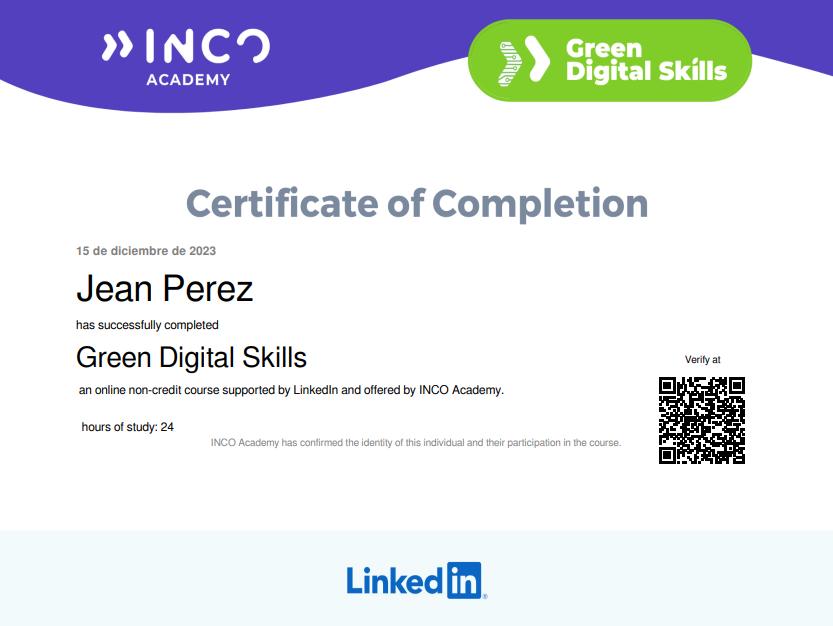 INCO
ACADEMY
Green
Digital Skills
Certificate of Completion
15 de diciembre de 2023
Jean Perez
has successfully completed
Green Digital Skills
an online non-credit course supported by LinkedIn and offered by INCO Academy.
Verify at
hours of study: 24
INCO Academy has confirmed the identity of this individual and their participation in the course.
LinkedIn®